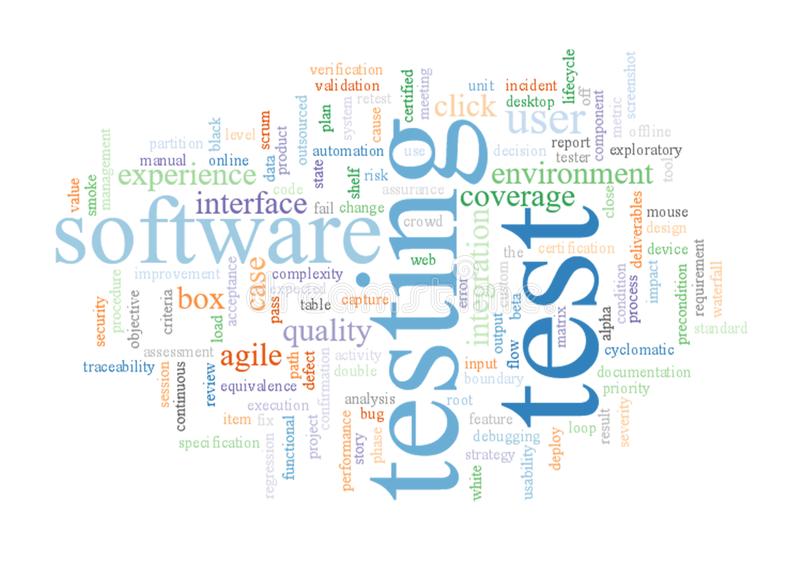 verification
validation
system
retest
cause
certified
meeting
unit
incident
desktop
off
lifecycle
component
metric
screenshot
click
user
offline
partition
black
level
scrum
outsourced
plan
product
data
manual
online
automation
use
decision
report
tester
exploratory
tool
value
smoke
management
experience
code
state
shelf
risk
assurance
environment
interface
fail
change
crowd
coverage
close
deliverables
mouse
design
software
web
testing
integration
the
custom
certification
test
condition
process
device
impact
improvement
acceptance
case
complexity
expected
pass
table
capture
error
output
beta
flow
matrix
alpha
precondition
requirement
waterfall
standard
security
procedure
objective
criteria
box
load
quality
cyclomatic
traceability
assessment
continuous
session
review
agile
path
defect
confirmation
activity
double
input
boundary
documentation
priority
equivalence
execution
analysis
root
item
fix
functional
regression
project
performance
bug
story
phase
feature
debugging
strategy
white
usability
deploy
loop
result
severity
specification
dreamstime